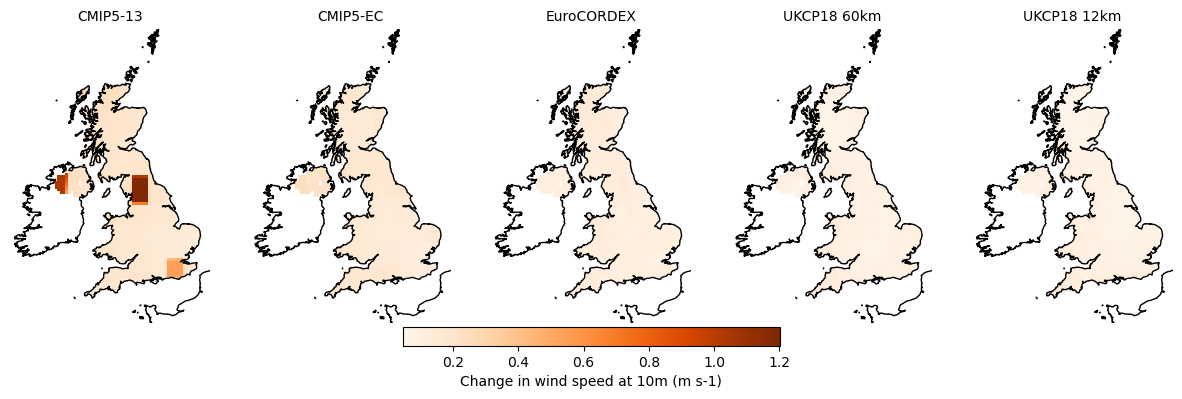 CMIP5-13 CMIP5-EC EuroCORDEX UKCP18 60km UKCP18 12km
0.2 0.4 0.6 0.8 1.0 1.2
Change in wind speed at 10m (m s-1)